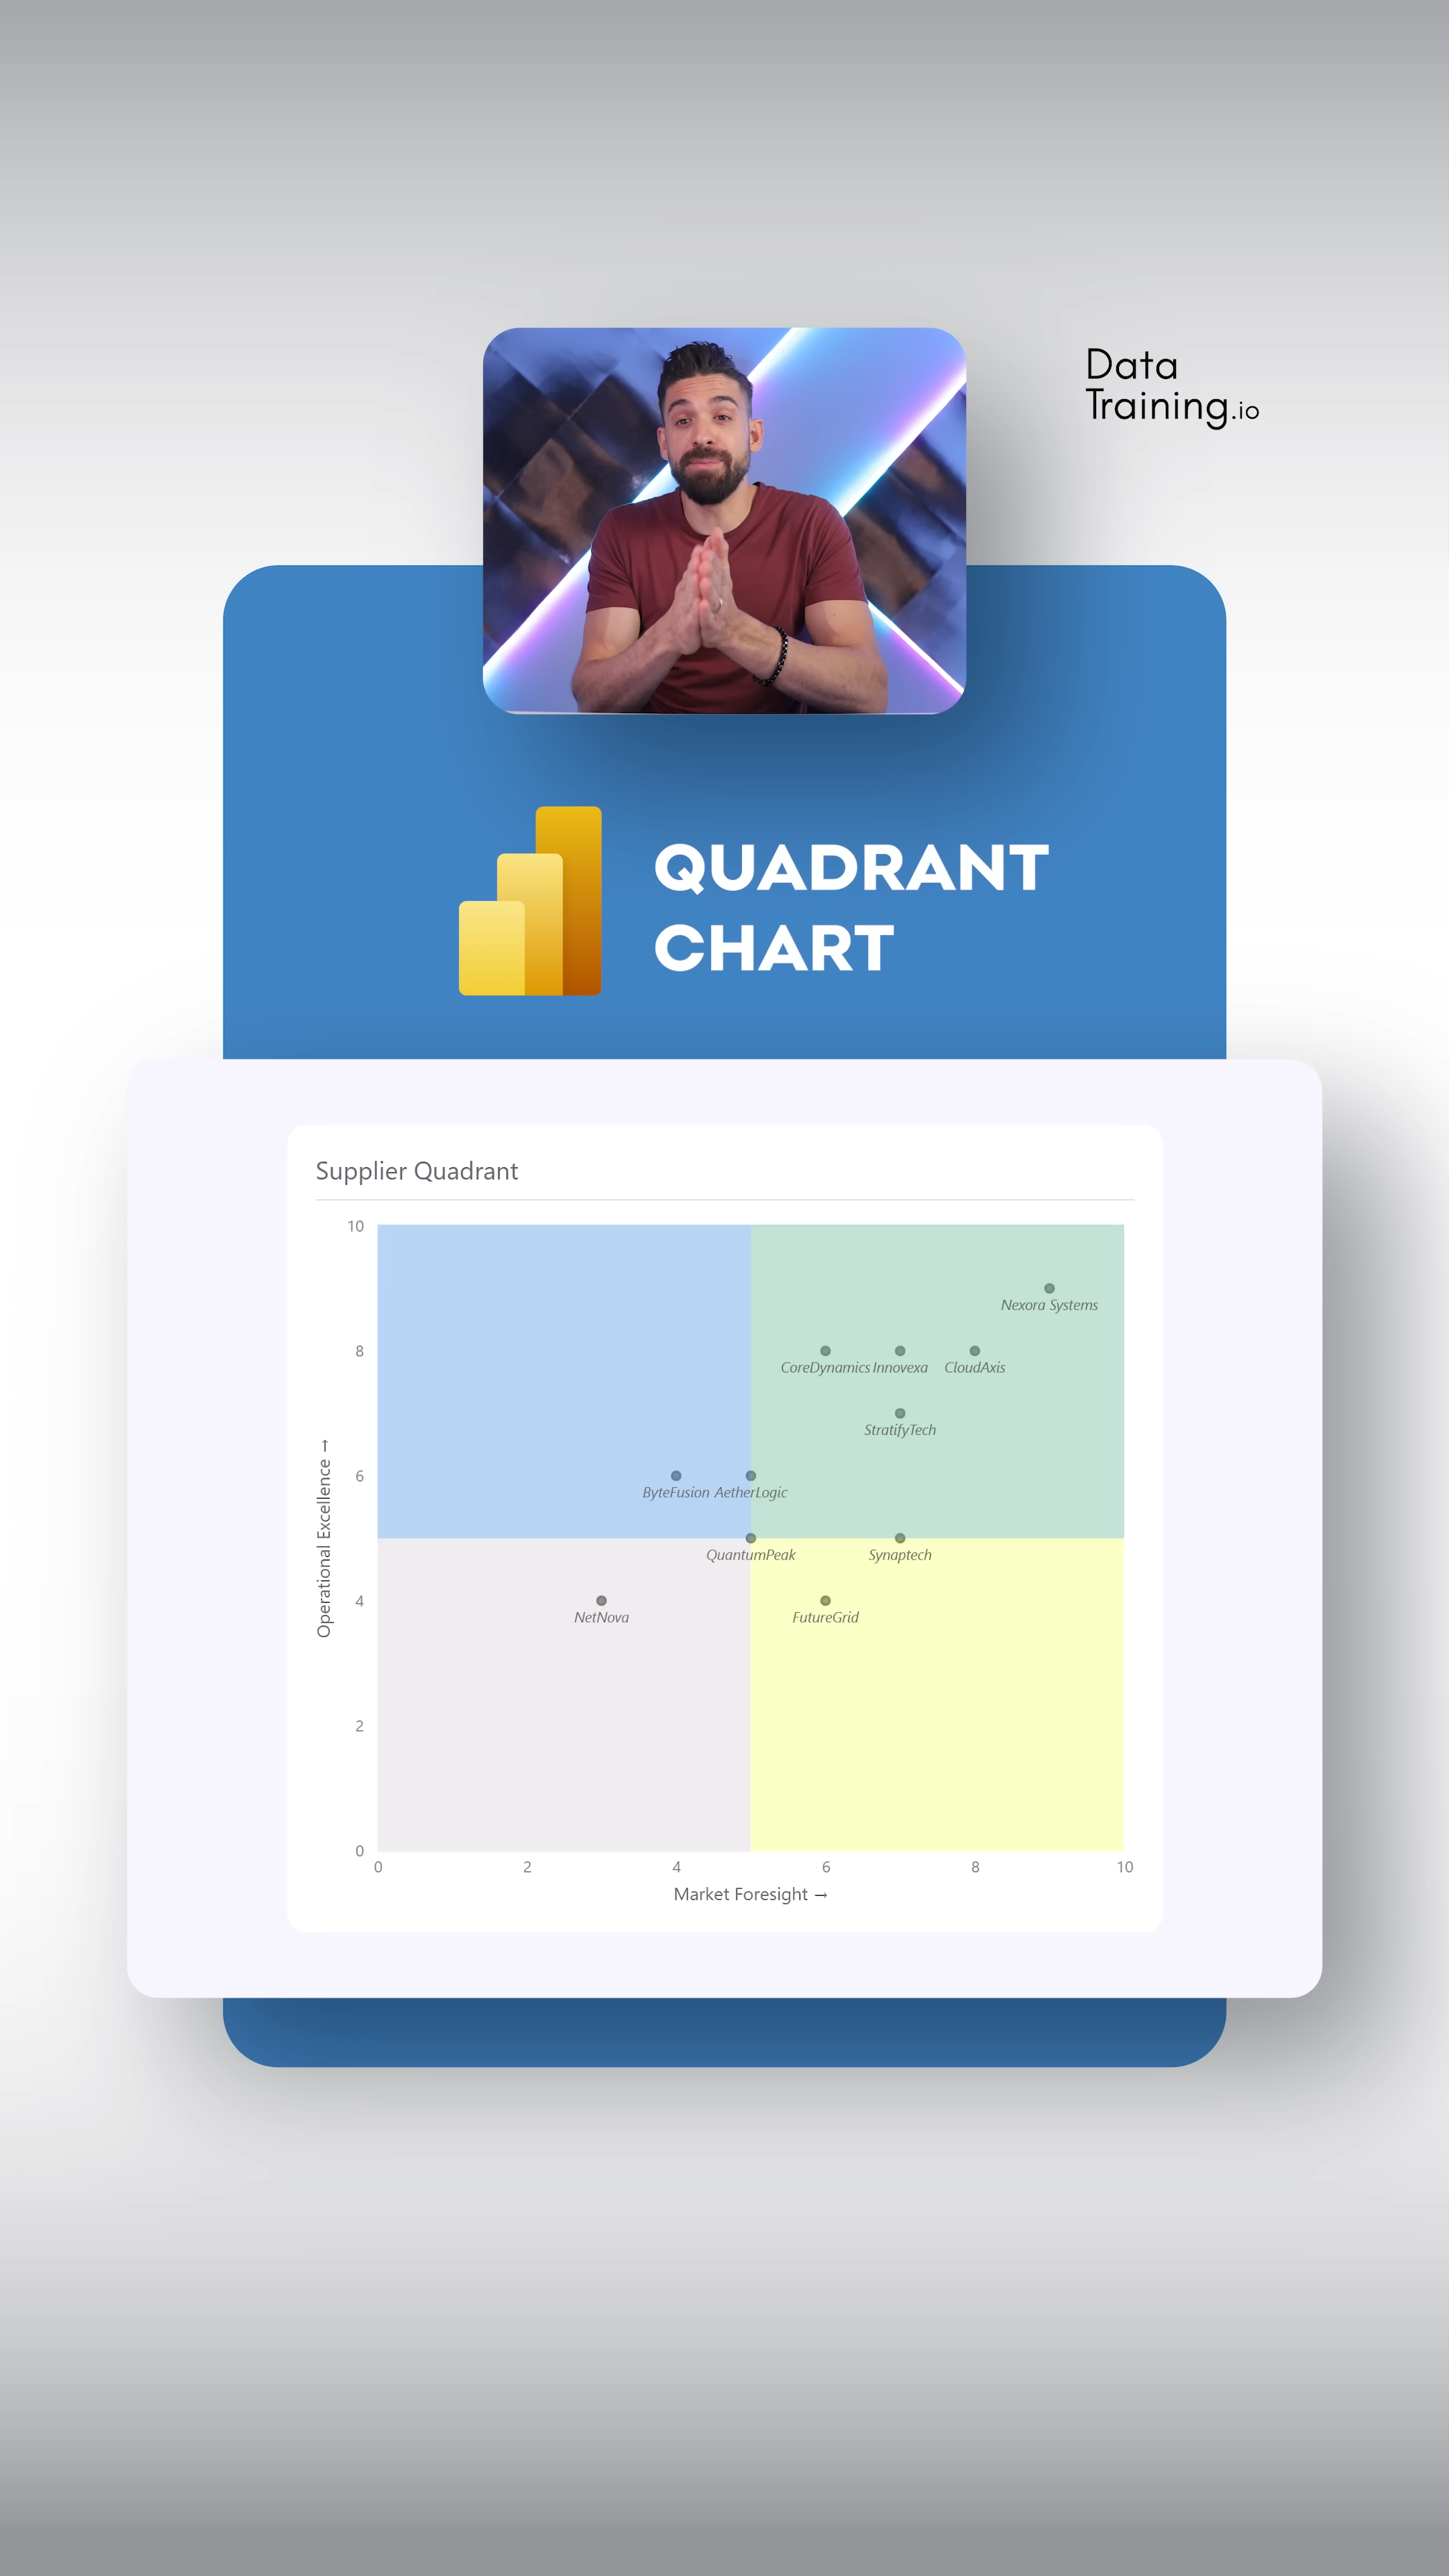 Data
Training.io
QUADRANT
CHART
Supplier Quadrant
10
8
6
4
2
0
Operational Excellence →
Nexora Systems
CoreDynamics Innovexa CloudAxis
StratifyTech
ByteFusion AetherLogic
QuantumPeak Synaptech
NetNova FutureGrid
0 2 4 6 8 10
Market Foresight →